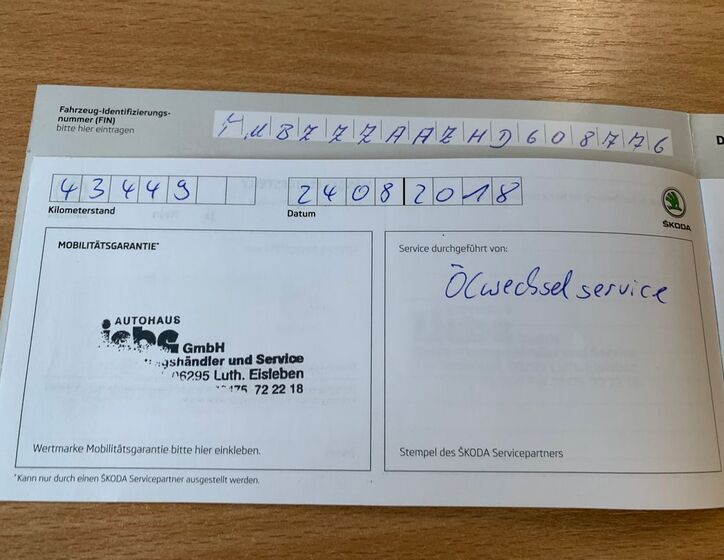 Fahrzeug-Identifizierungs-
nummer (FIN)
bitte hier eintragen
TMBZZZAAZHD608776
D
43449
24082018
Kilometerstand
Datum
ŠKODA
MOBILITÄTSGARANTIE*
Service durchgeführt von:
Ölwechselservice
AUTOHAUS
GmbH
und Service
06295 Luth. Eisleben
72 22 18
Wertmarke Mobilitätsgarantie bitte hier einkleben.
Stempel des ŠKODA Servicepartners
*Kann nur durch einen ŠKODA Servicepartner ausgestellt werden.